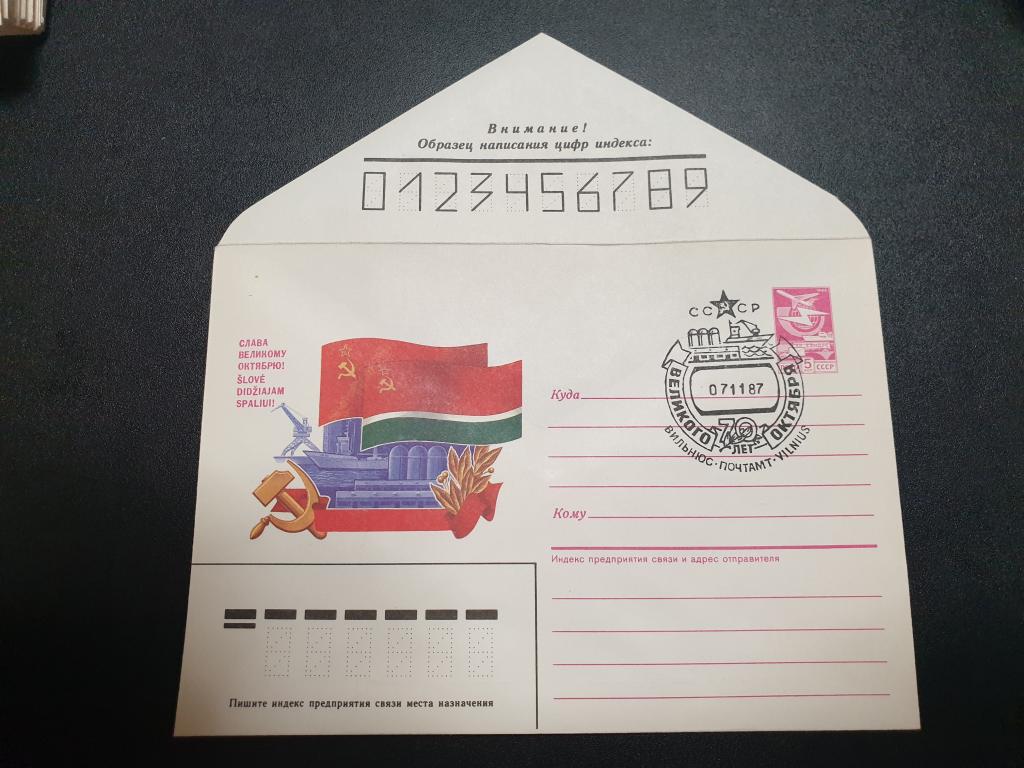 Внимание!
Образец написания цифр индекса:
0123456789
СЛАВА
ВЕЛИКОМУ
ОКТЯБРЮ!
ŠLOVĖ
DIDŽIAJAM
SPALIUI!
СССР
ВЕЛИКОГО ОКТЯБРЯ
071187
70
ЛЕТ
ВИЛЬНЮС · ПОЧТАМТ · VILNIUS
5 СССР
Куда
Кому
Индекс предприятия связи и адрес отправителя
Пишите индекс предприятия связи места назначения